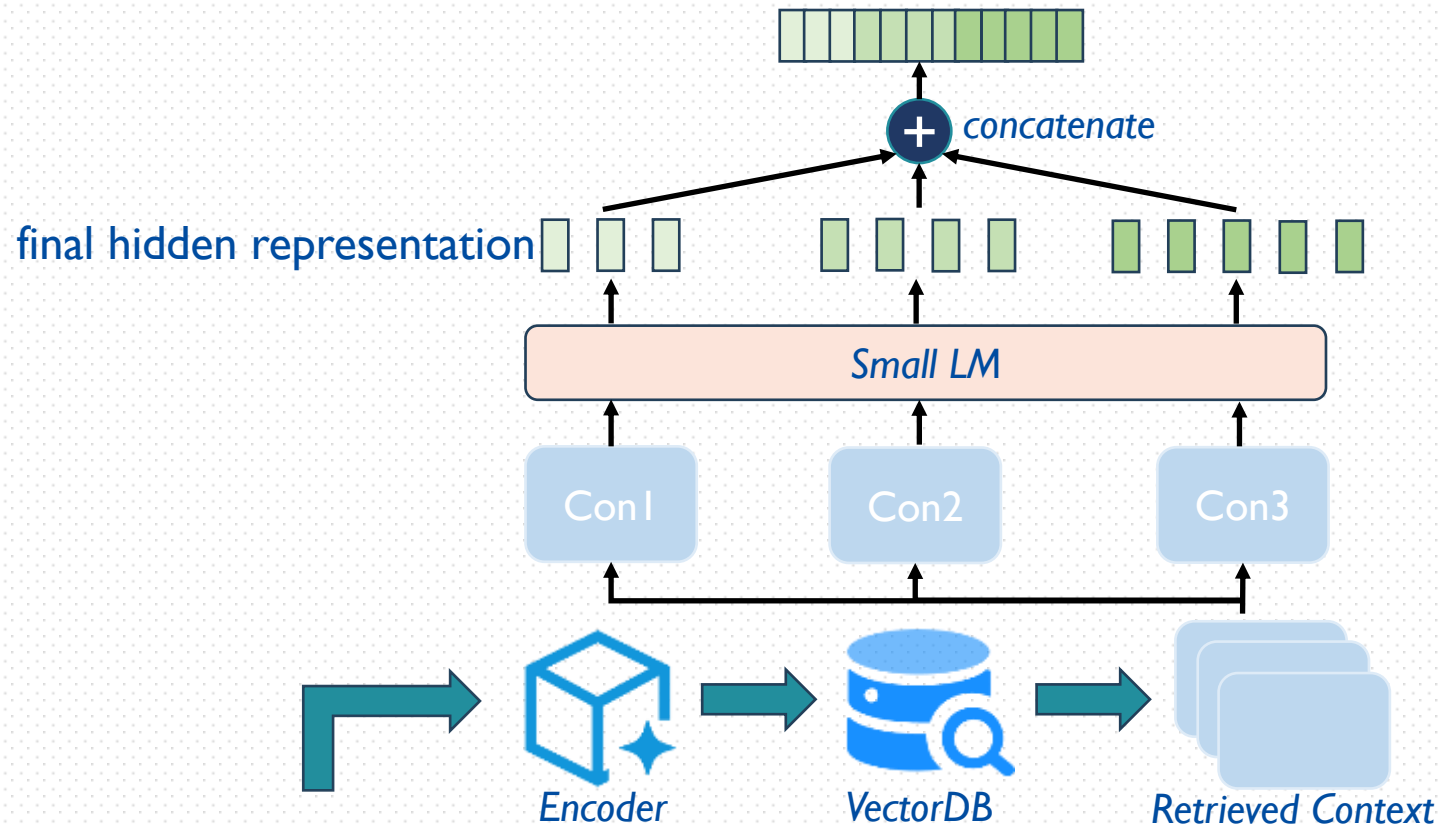 + concatenate
final hidden representation
Small LM
Con1 Con2 Con3
Encoder VectorDB Retrieved Context